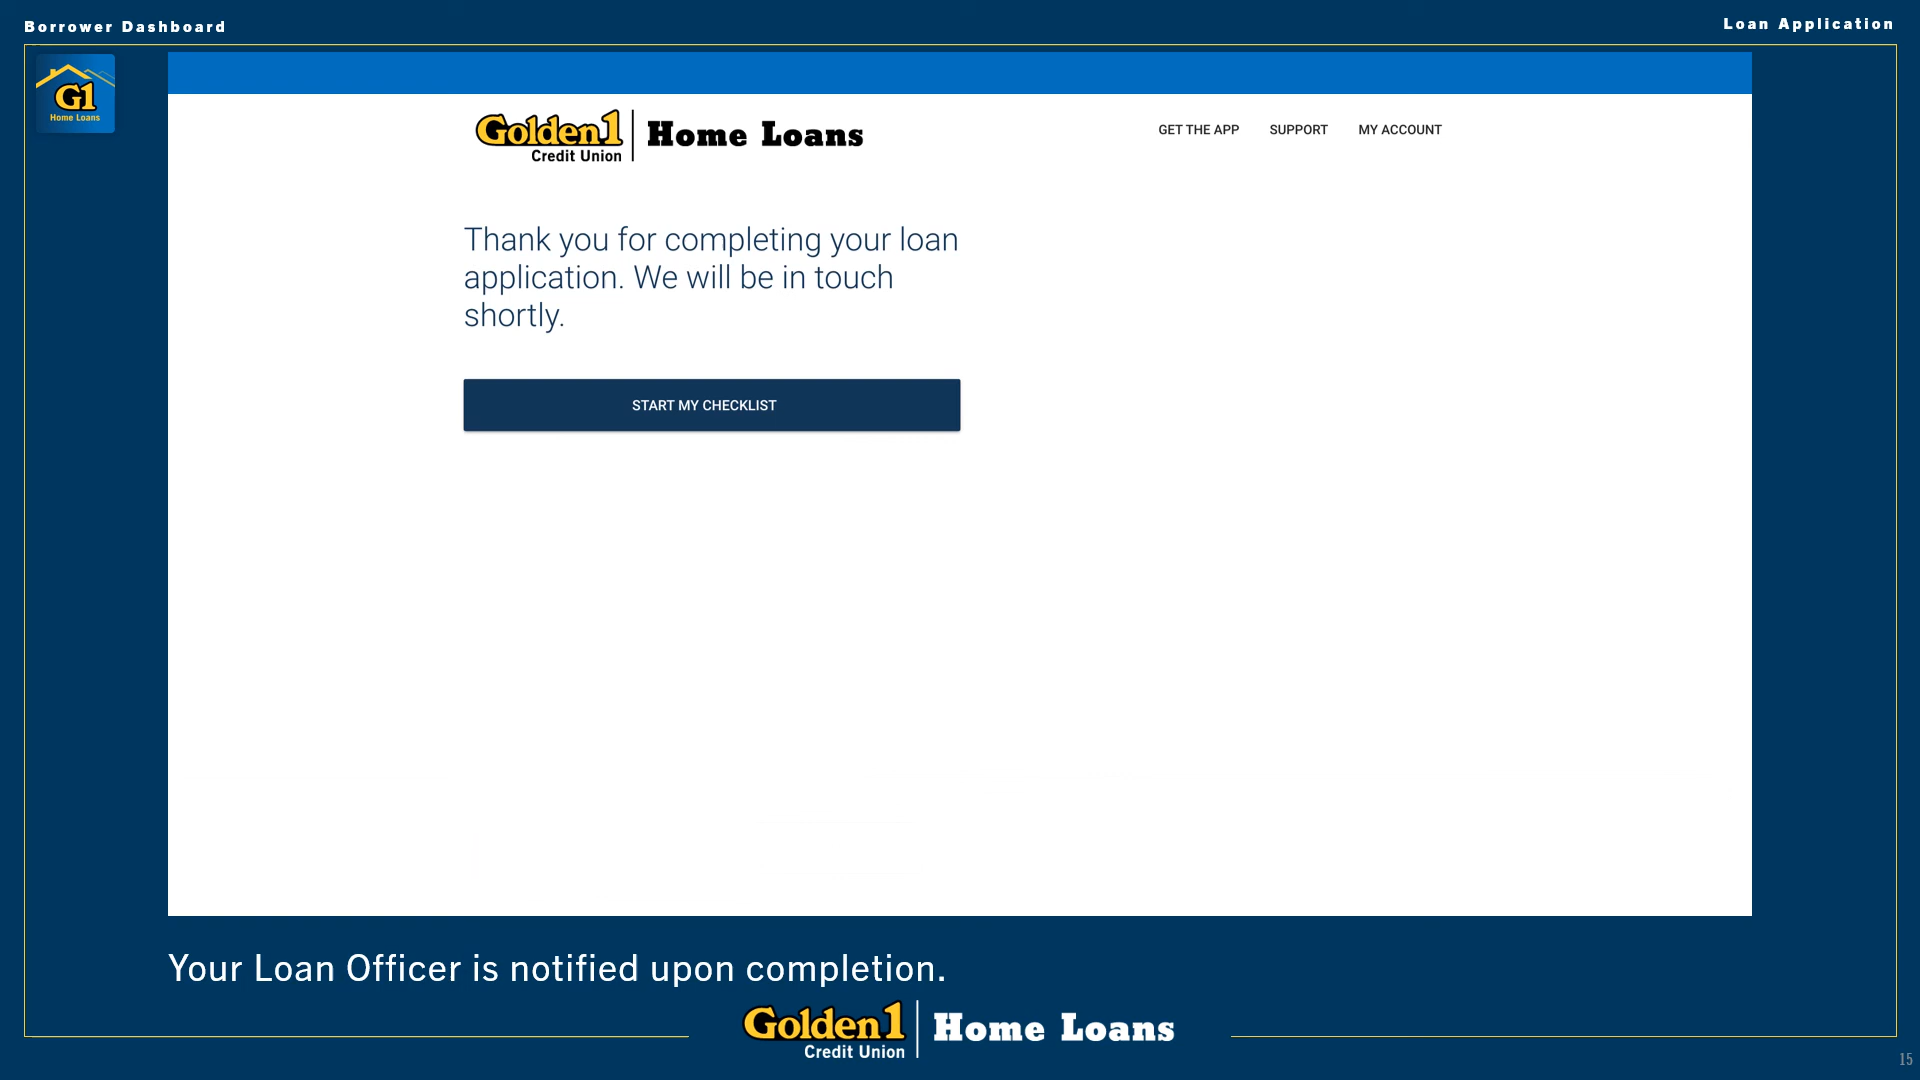 Borrower Dashboard
Loan Application
G1
Home Loans
Golden1
Credit Union
Home Loans
GET THE APP SUPPORT MY ACCOUNT
Thank you for completing your loan
application. We will be in touch
shortly.
START MY CHECKLIST
Your Loan Officer is notified upon completion.
Golden1
Credit Union
Home Loans
15